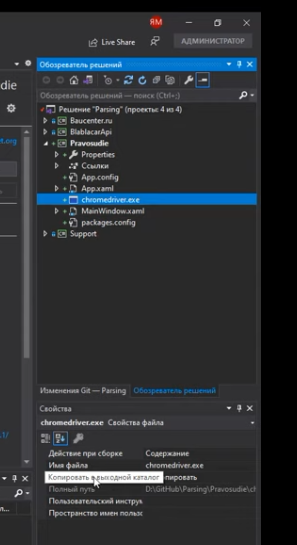 RM
Live Share
АДМИНИСТРАТОР
Обозреватель решений
die
Обозреватель решений — поиск (Ctrl+;)
Решение "Parsing" (проекты: 4 из 4)
Baucenter.ru
BlablacarApi
Pravosudie
Properties
Ссылки
App.config
App.xaml
chromedriver.exe
MainWindow.xaml
packages.config
Support
Изменения Git — Parsing Обозреватель решений
Свойства
chromedriver.exe Свойства файла
Действие при сборке Содержание
Имя файла chromedriver.exe
Копировать в выходной каталог пировать
Полный путь D:\GitHub\Parsing\Pravosudie\ch
Пользовательский инструк
Пространство имен польз